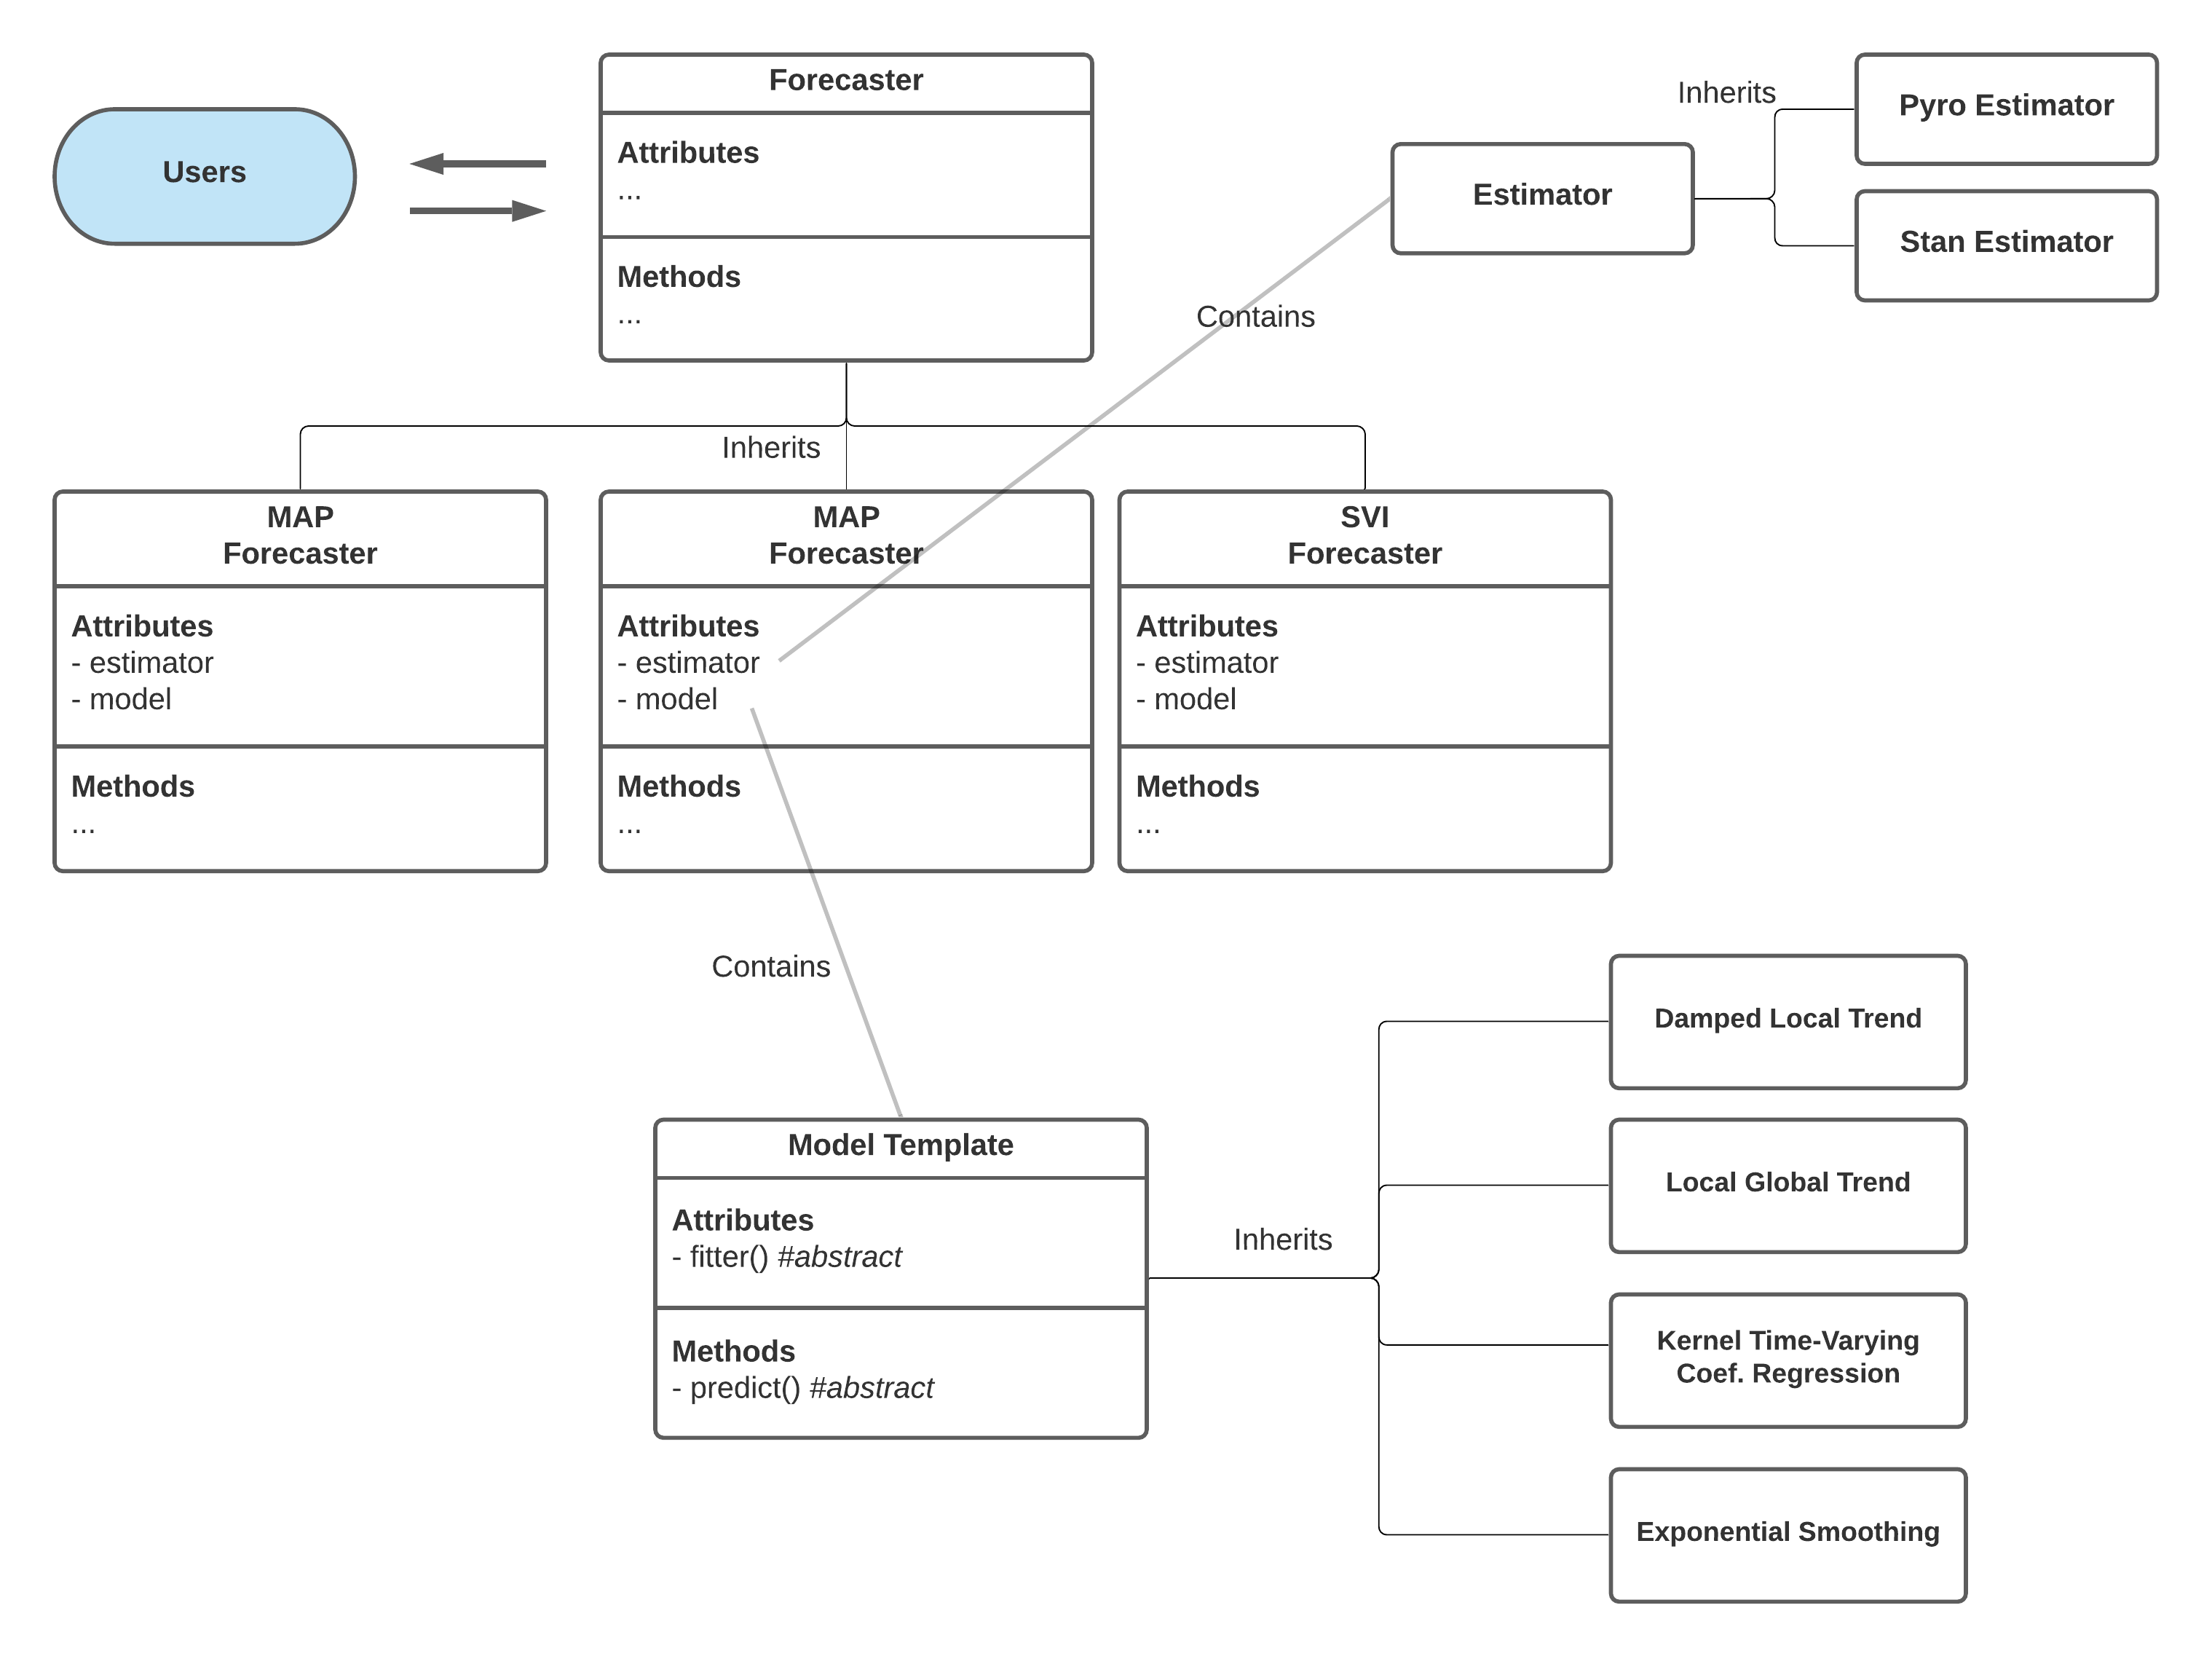 Users
Forecaster
Attributes
...
Methods
...
Inherits
Pyro Estimator
Estimator
Stan Estimator
Contains
Inherits
MAP
Forecaster
Attributes
- estimator
- model
Methods
...
MAP
Forecaster
Attributes
- estimator
- model
Methods
...
SVI
Forecaster
Attributes
- estimator
- model
Methods
...
Contains
Model Template
Attributes
- fitter() #abstract
Methods
- predict() #abstract
Inherits
Damped Local Trend
Local Global Trend
Kernel Time-Varying
Coef. Regression
Exponential Smoothing